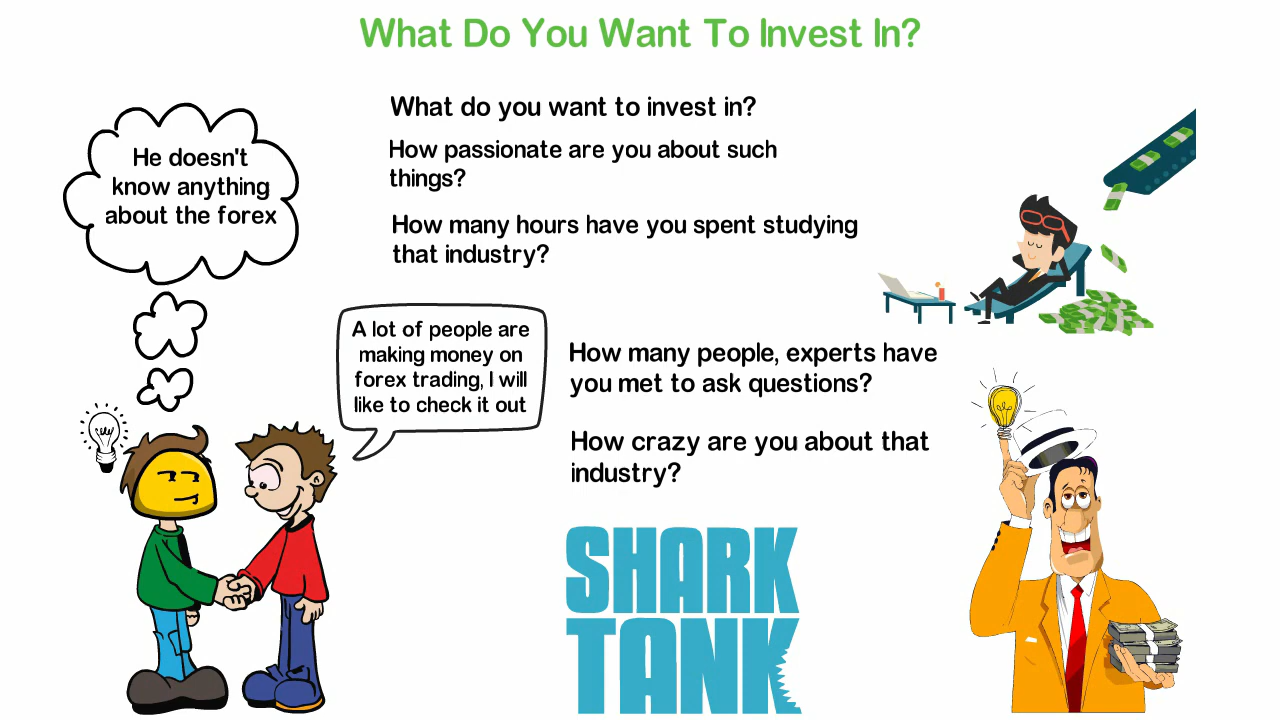 What Do You Want To Invest In?
What do you want to invest in?
How passionate are you about such
things?
How many hours have you spent studying
that industry?
He doesn't
know anything
about the forex
A lot of people are
making money on
forex trading, I will
like to check it out
How many people, experts have
you met to ask questions?
How crazy are you about that
industry?
SHARK
TANK